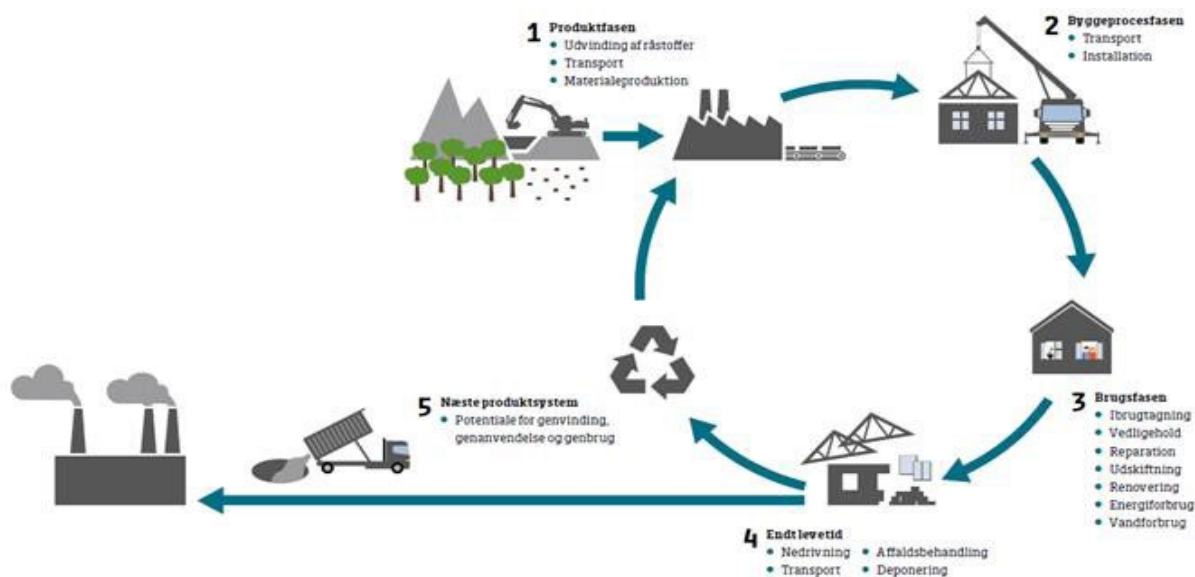 1 Produktfasen
• Udvinding af råstoffer
• Transport
• Materialeproduktion
2 Byggeprocesfasen
• Transport
• Installation
3 Brugsfasen
• Ibrugtagning
• Vedligehold
• Reparation
• Udskiftning
• Renovering
• Energiforbrug
• Vandforbrug
4 Endt levetid
• Nedrivning • Affaldsbehandling
• Transport • Deponering
5 Næste produktsystem
• Potentiale for genvinding,
genanvendelse og genbrug